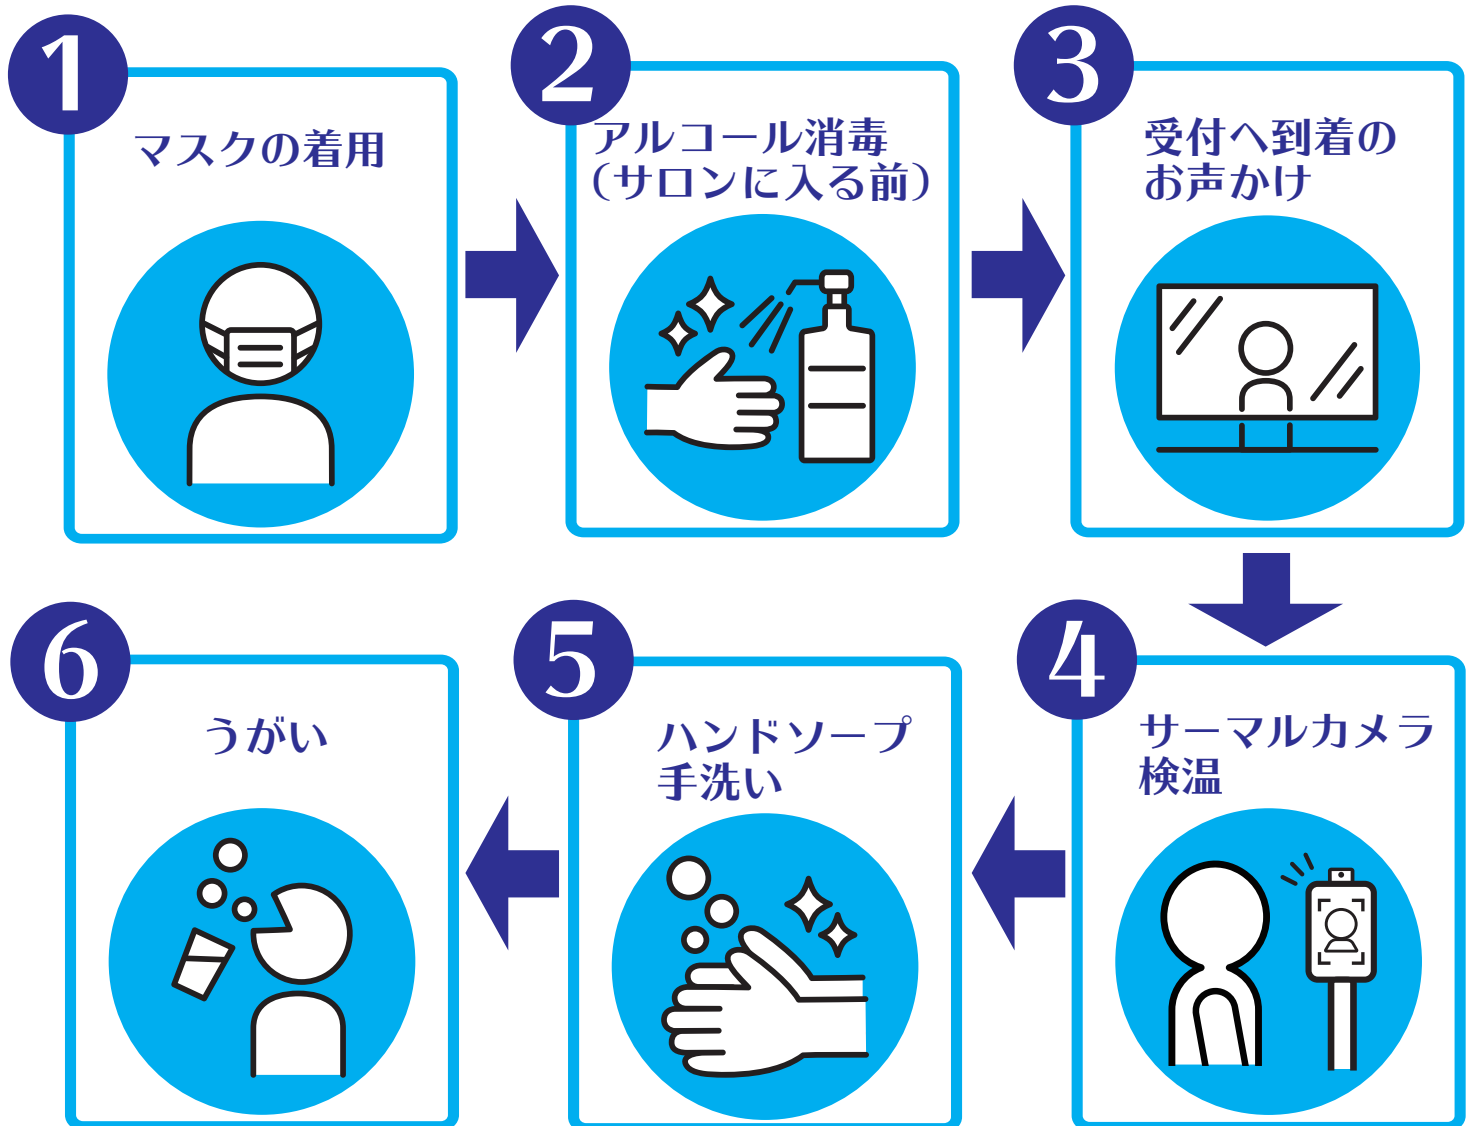 1
マスクの着用
2
アルコール消毒
（サロンに入る前）
3
受付へ到着の
お声かけ
4
サーマルカメラ
検温
5
ハンドソープ
手洗い
6
うがい